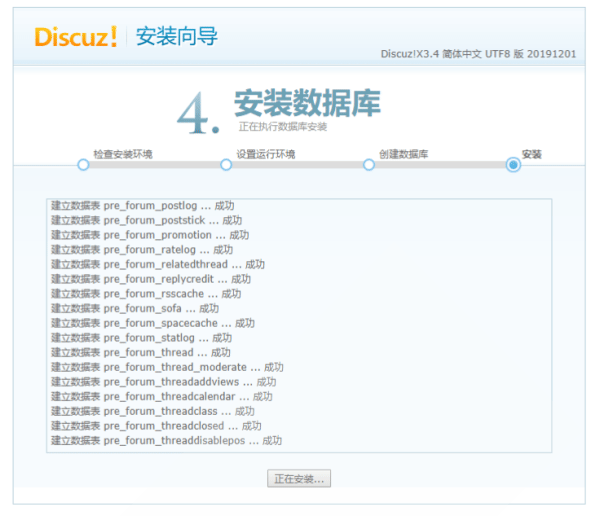 Discuz! 安装向导
Discuz!X3.4 简体中文 UTF8 版 20191201
4. 安装数据库
正在执行数据库安装
检查安装环境 设置运行环境 创建数据库 安装
建立数据表 pre_forum_postlog ... 成功
建立数据表 pre_forum_poststick ... 成功
建立数据表 pre_forum_promotion ... 成功
建立数据表 pre_forum_ratelog ... 成功
建立数据表 pre_forum_relatedthread ... 成功
建立数据表 pre_forum_replycredit ... 成功
建立数据表 pre_forum_rsscache ... 成功
建立数据表 pre_forum_sofa ... 成功
建立数据表 pre_forum_spacecache ... 成功
建立数据表 pre_forum_statlog ... 成功
建立数据表 pre_forum_thread ... 成功
建立数据表 pre_forum_thread_moderate ... 成功
建立数据表 pre_forum_threadaddviews ... 成功
建立数据表 pre_forum_threadcalendar ... 成功
建立数据表 pre_forum_threadclass ... 成功
建立数据表 pre_forum_threadclosed ... 成功
建立数据表 pre_forum_threaddisablepos ... 成功
正在安装...